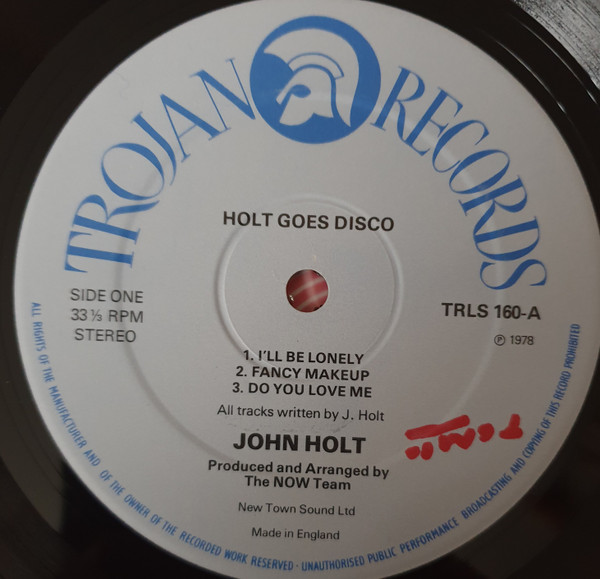 TROJAN RECORDS
HOLT GOES DISCO
SIDE ONE
33 ⅓ RPM
STEREO
TRLS 160-A
Ⓟ 1978
1. I'LL BE LONELY
2. FANCY MAKEUP
3. DO YOU LOVE ME
All tracks written by J. Holt
JOHN HOLT
Produced and Arranged by
The NOW Team
New Town Sound Ltd
Made in England
ALL RIGHTS OF THE MANUFACTURER AND OF THE OWNER OF THE RECORDED WORK RESERVED · UNAUTHORISED PUBLIC PERFORMANCE BROADCASTING AND COPYING OF THIS RECORD PROHIBITED